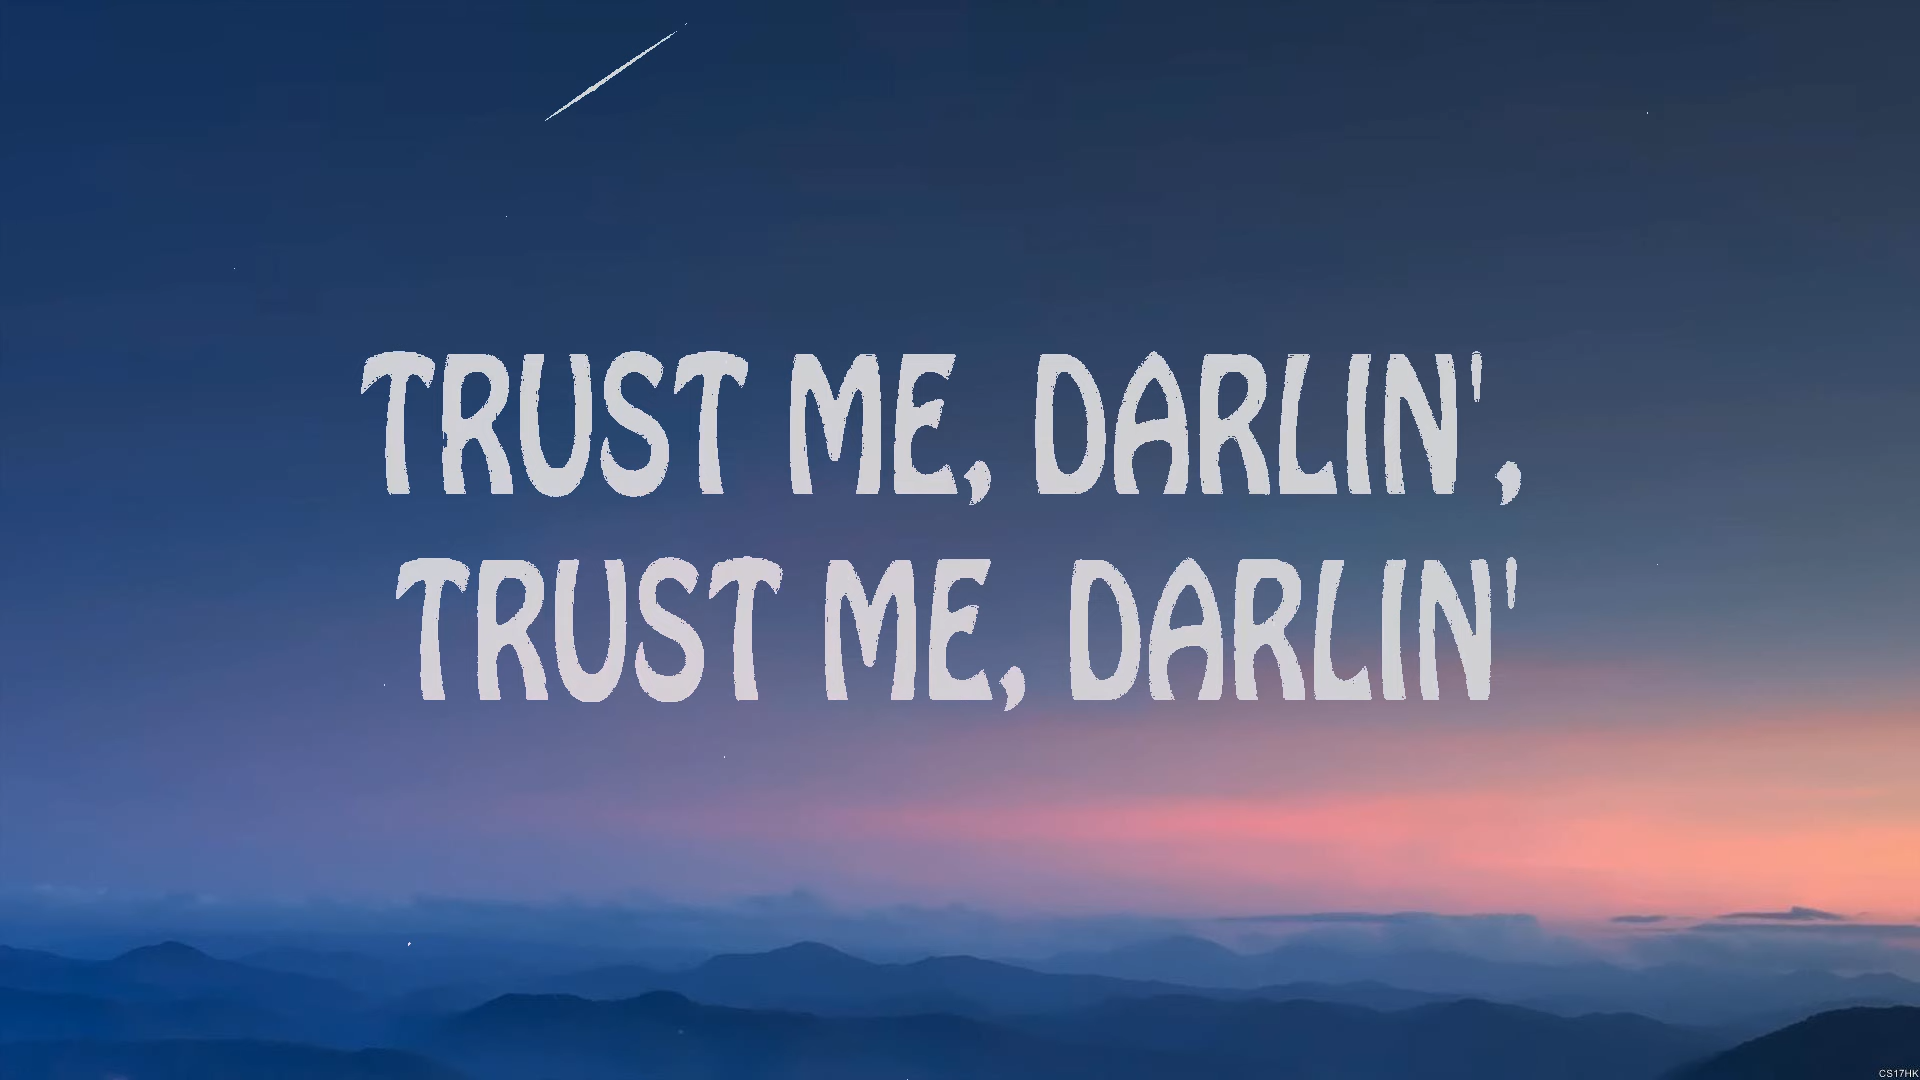 TRUST ME, DARLIN',
TRUST ME, DARLIN'
CS17HK